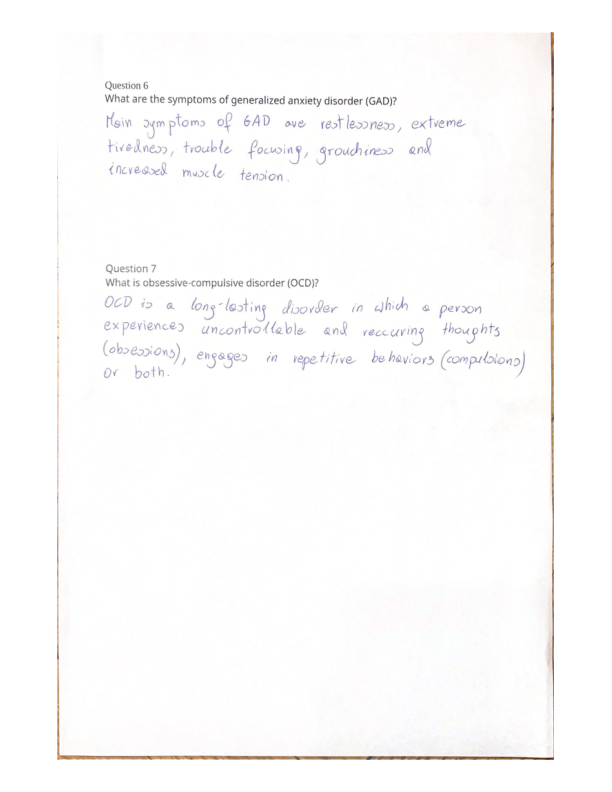 Question 6
What are the symptoms of generalized anxiety disorder (GAD)?
Main symptoms of GAD are restlessness, extreme
tiredness, trouble focusing, grouchiness and
increased muscle tension.
Question 7
What is obsessive-compulsive disorder (OCD)?
OCD is a long-lasting disorder in which a person
experiences uncontrollable and reccuring thoughts
(obsessions), engages in repetitive behaviors (compulsions)
or both.